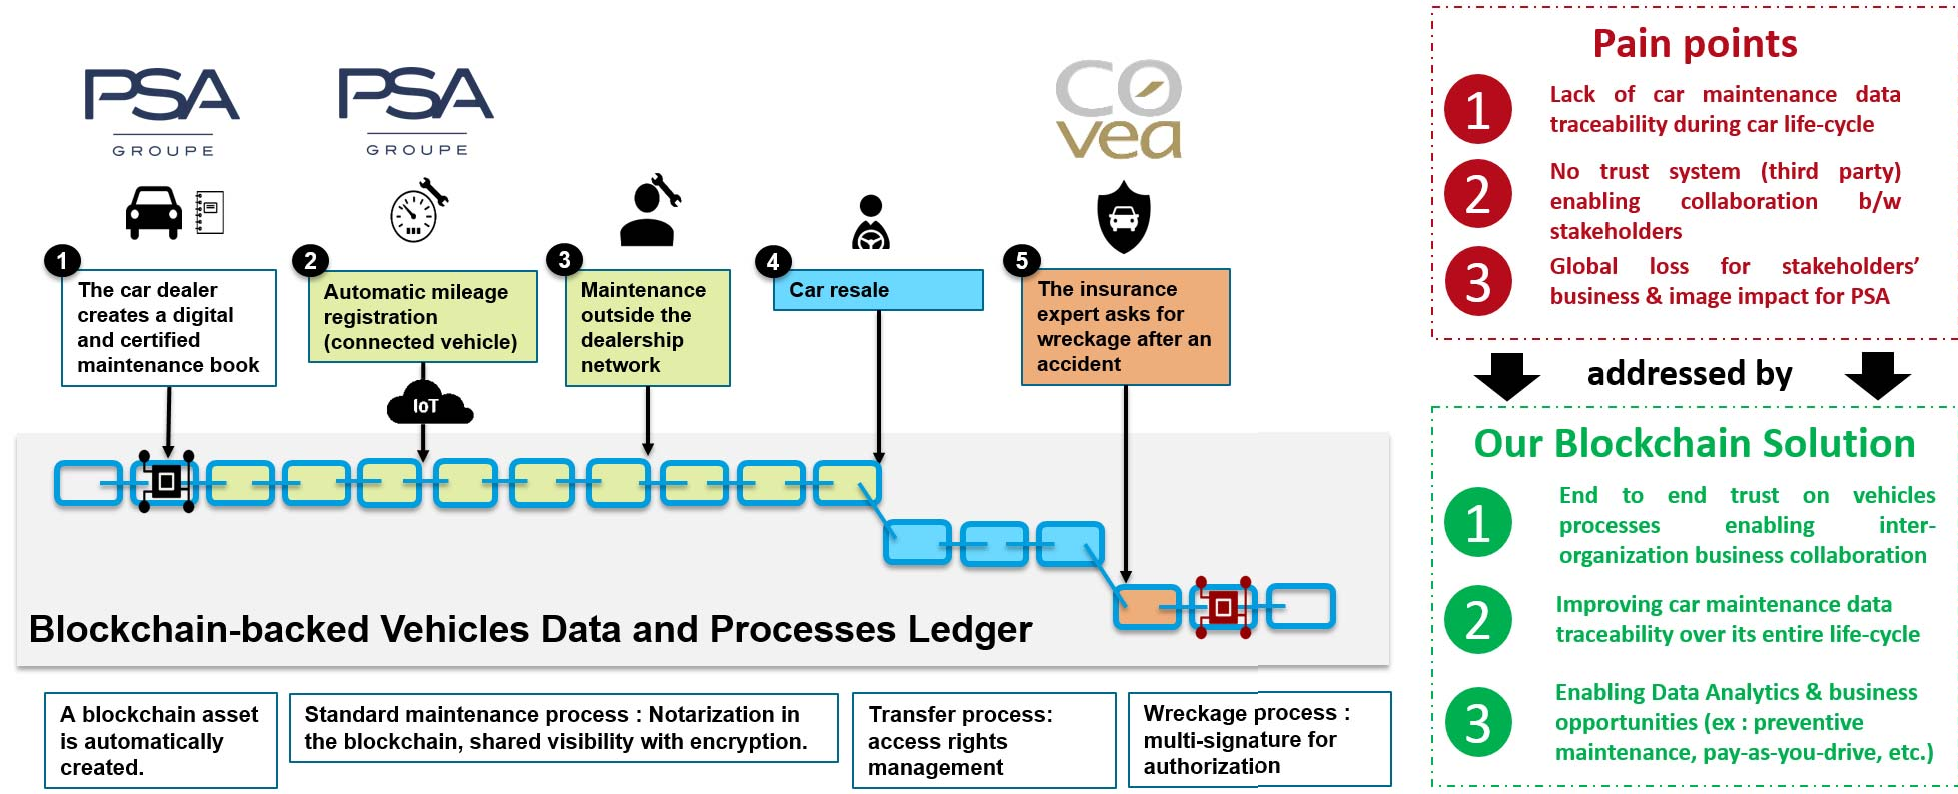 PSA
GROUPE
PSA
GROUPE
CO
vea
1
The car dealer
creates a digital
and certified
maintenance book
2
Automatic mileage
registration
(connected vehicle)
IoT
3
Maintenance
outside the
dealership
network
4
Car resale
5
The insurance
expert asks for
wreckage after an
accident
Blockchain-backed Vehicles Data and Processes Ledger
A blockchain asset
is automatically
created.
Standard maintenance process : Notarization in
the blockchain, shared visibility with encryption.
Transfer process:
access rights
management
Wreckage process :
multi-signature for
authorization
Pain points
1
Lack of car maintenance data
traceability during car life-cycle
2
No trust system (third party)
enabling collaboration b/w
stakeholders
3
Global loss for stakeholders’
business & image impact for PSA
addressed by
Our Blockchain Solution
1
End to end trust on vehicles
processes enabling inter-
organization business collaboration
2
Improving car maintenance data
traceability over its entire life-cycle
3
Enabling Data Analytics & business
opportunities (ex : preventive
maintenance, pay-as-you-drive, etc.)